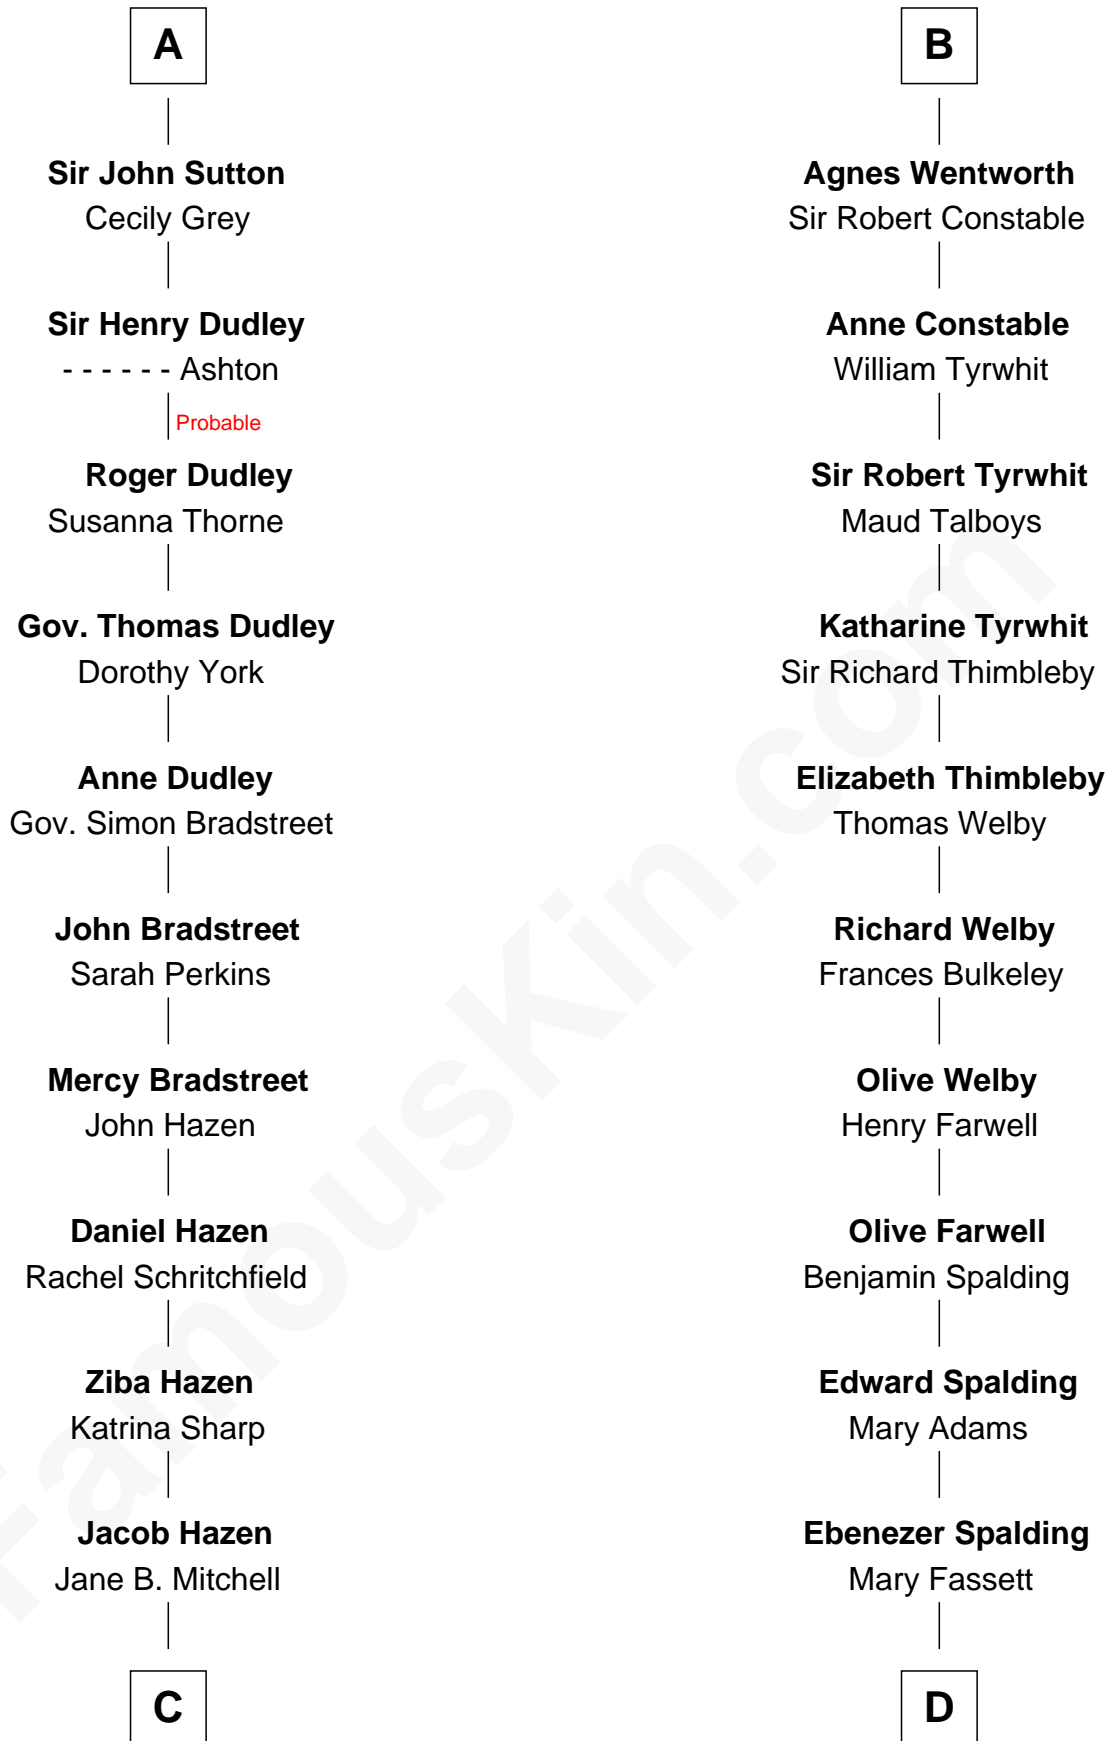 A
Sir John Sutton
Cecily Grey
Sir Henry Dudley
- - - - - - Ashton
Probable
Roger Dudley
Susanna Thorne
Gov. Thomas Dudley
Dorothy York
Anne Dudley
Gov. Simon Bradstreet
John Bradstreet
Sarah Perkins
Mercy Bradstreet
John Hazen
Daniel Hazen
Rachel Schritchfield
Ziba Hazen
Katrina Sharp
Jacob Hazen
Jane B. Mitchell
C
B
Agnes Wentworth
Sir Robert Constable
Anne Constable
William Tyrwhit
Sir Robert Tyrwhit
Maud Talboys
Katharine Tyrwhit
Sir Richard Thimbleby
Elizabeth Thimbleby
Thomas Welby
Richard Welby
Frances Bulkeley
Olive Welby
Henry Farwell
Olive Farwell
Benjamin Spalding
Edward Spalding
Mary Adams
Ebenezer Spalding
Mary Fassett
D
FamousKin.com